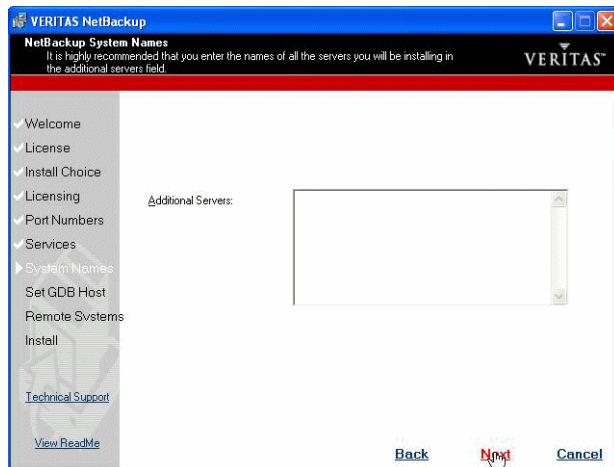 VERITAS NetBackup
NetBackup System Names
It is highly recommended that you enter the names of all the servers you will be installing in
the additional servers field.
VERITAS™
Welcome
License
Install Choice
Licensing
Port Numbers
Services
System Names
Set GDB Host
Remote Systems
Install
Technical Support
View ReadMe
Additional Servers:
Back
Next
Cancel